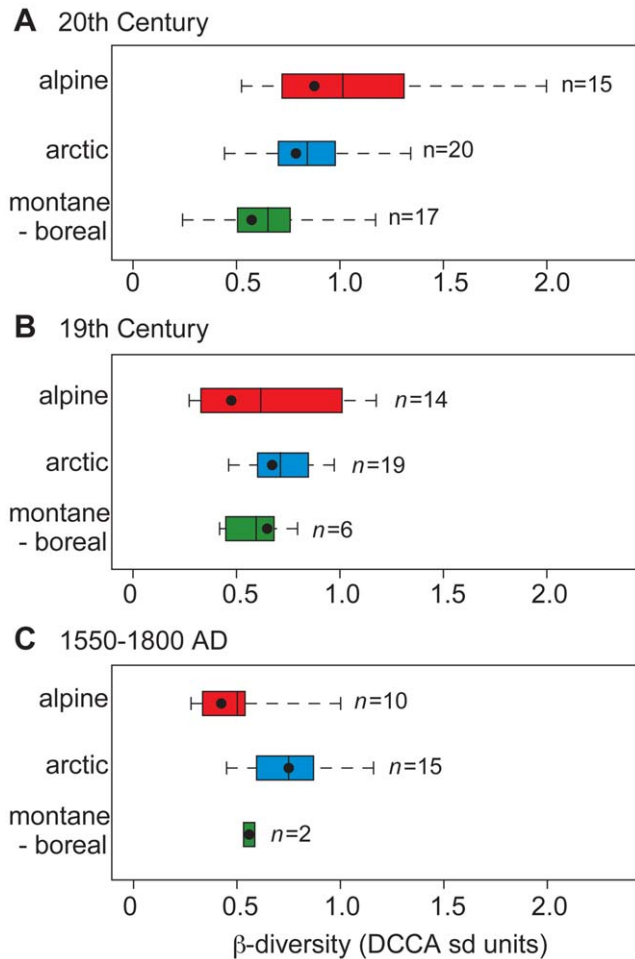 A 20th Century
alpine
n=15
arctic
n=20
montane
- boreal
n=17
0 0.5 1.0 1.5 2.0
B 19th Century
alpine
n=14
arctic
n=19
montane
- boreal
n=6
0 0.5 1.0 1.5 2.0
C 1550-1800 AD
alpine
n=10
arctic
n=15
montane
- boreal
n=2
0 0.5 1.0 1.5 2.0
β-diversity (DCCA sd units)